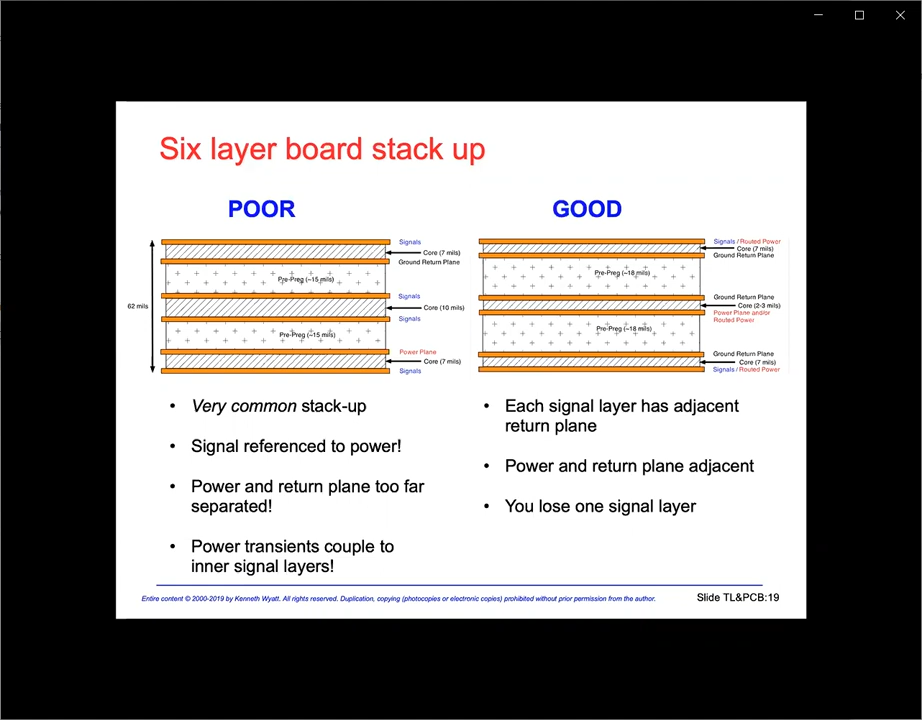 Six layer board stack up
POOR
Signals
Core (7 mils)
Ground Return Plane
Pre-Preg (~15 mils)
Signals
62 mils
Core (10 mils)
Signals
Pre-Preg (~15 mils)
Power Plane
Core (7 mils)
Signals
• Very common stack-up
• Signal referenced to power!
• Power and return plane too far
separated!
• Power transients couple to
inner signal layers!
GOOD
Signals / Routed Power
Core (7 mils)
Ground Return Plane
Pre-Preg (~18 mils)
Ground Return Plane
Core (2-3 mils)
Power Plane and/or
Routed Power
Pre-Preg (~18 mils)
Ground Return Plane
Core (7 mils)
Signals / Routed Power
• Each signal layer has adjacent
return plane
• Power and return plane adjacent
• You lose one signal layer
Entire content © 2000-2019 by Kenneth Wyatt. All rights reserved. Duplication, copying (photocopies or electronic copies) prohibited without prior permission from the author.
Slide TL&PCB:19